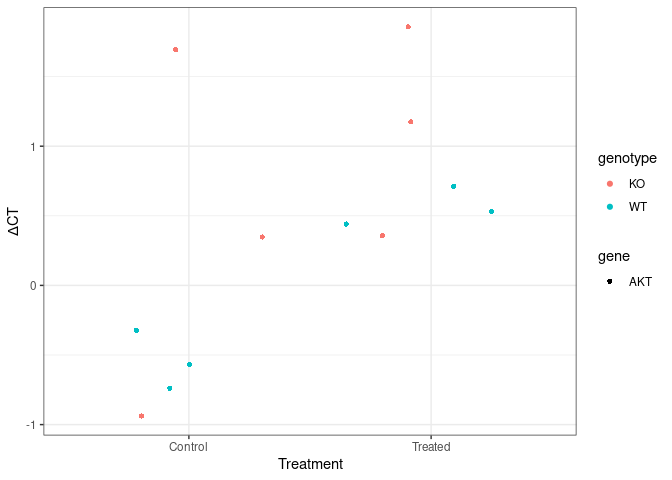 ΔCT
1
0
-1
Control
Treated
Treatment
genotype
KO
WT
gene
AKT